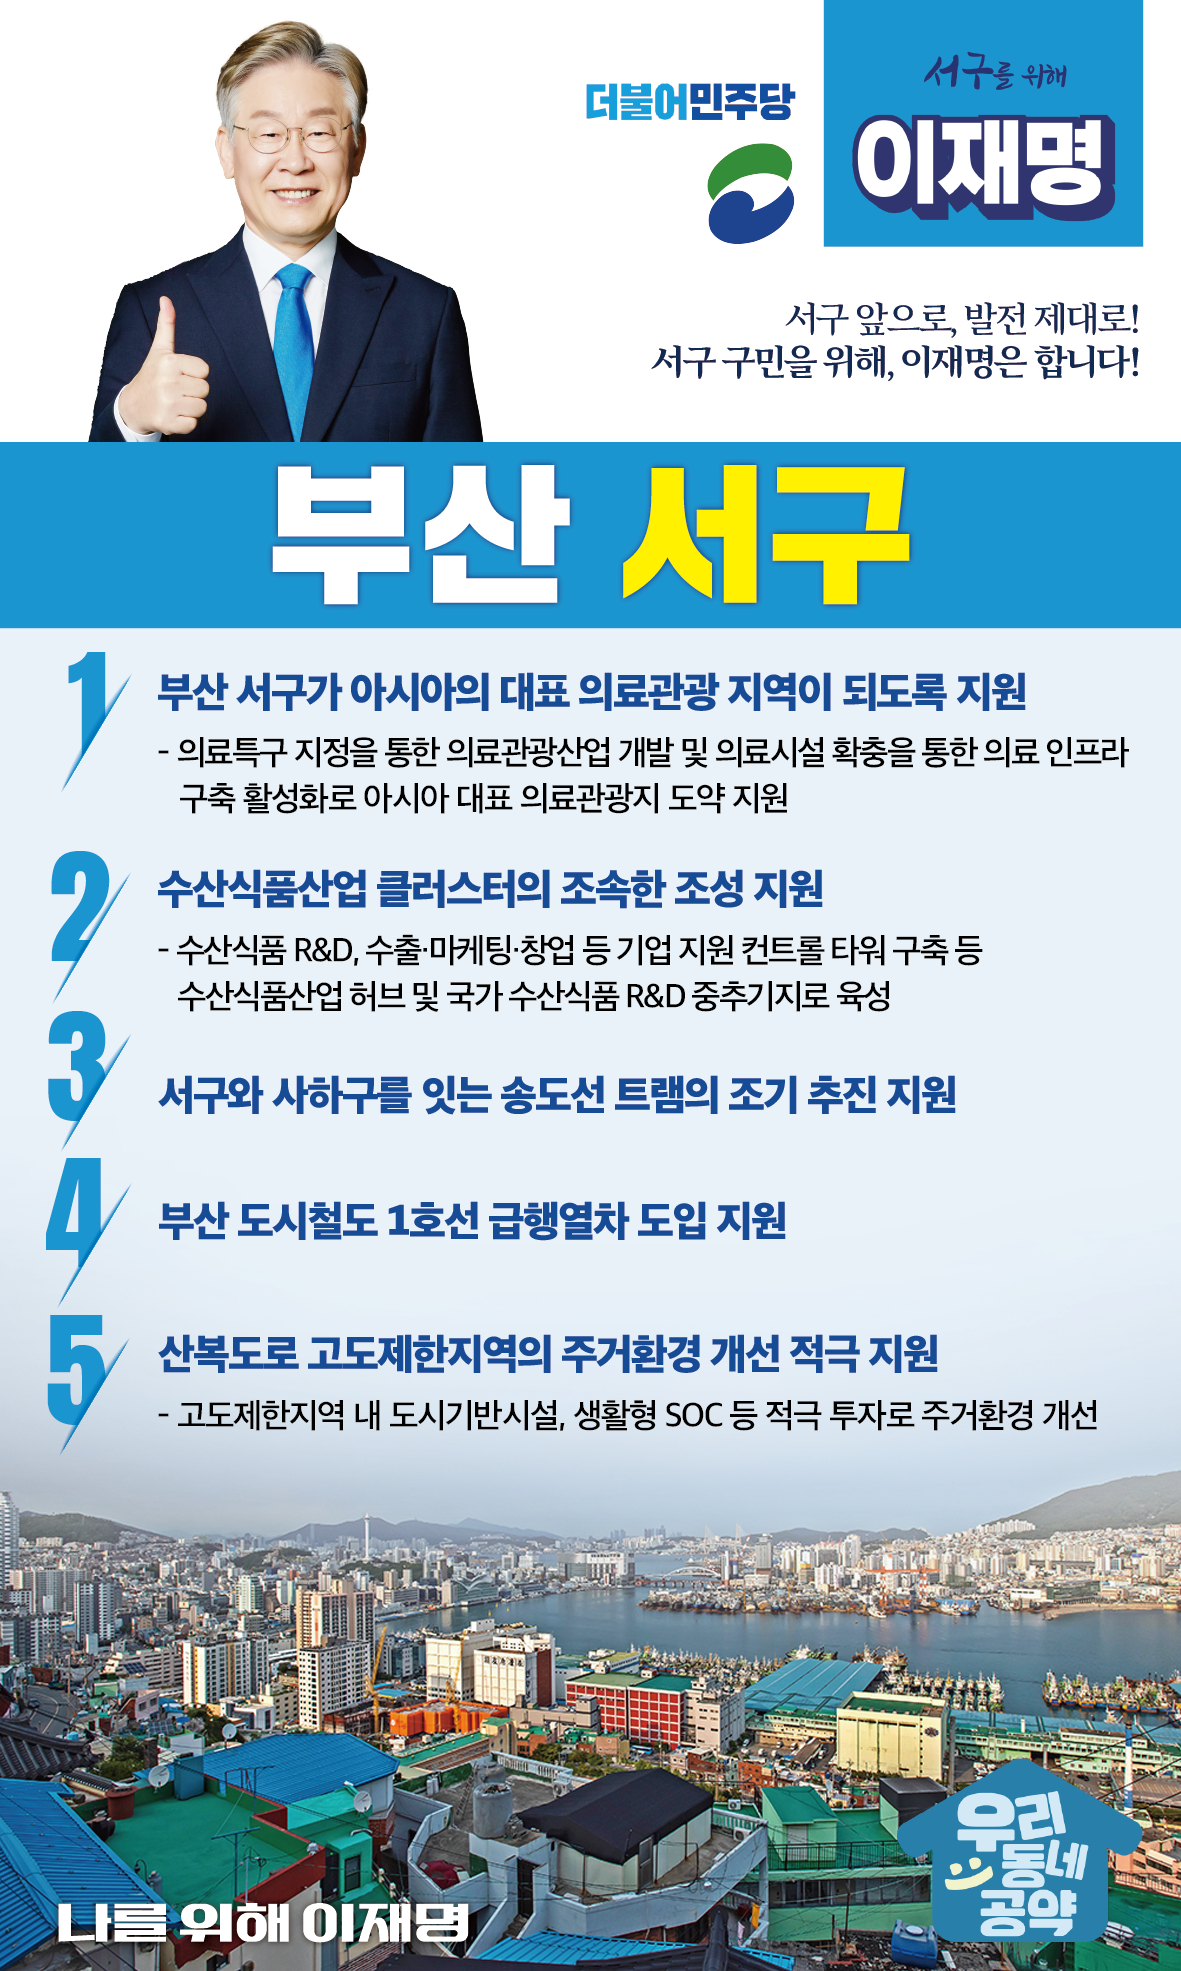 더불어민주당
서구를 위해
이재명
서구 앞으로, 발전 제대로!
서구 구민을 위해, 이재명은 합니다!
부산 서구
1
부산 서구가 아시아의 대표 의료관광 지역이 되도록 지원
- 의료특구 지정을 통한 의료관광산업 개발 및 의료시설 확충을 통한 의료 인프라
구축 활성화로 아시아 대표 의료관광지 도약 지원
2
수산식품산업 클러스터의 조속한 조성 지원
- 수산식품 R&D, 수출·마케팅·창업 등 기업 지원 컨트롤 타워 구축 등
수산식품산업 허브 및 국가 수산식품 R&D 중추기지로 육성
3
서구와 사하구를 잇는 송도선 트램의 조기 추진 지원
4
부산 도시철도 1호선 급행열차 도입 지원
5
산복도로 고도제한지역의 주거환경 개선 적극 지원
- 고도제한지역 내 도시기반시설, 생활형 SOC 등 적극 투자로 주거환경 개선
나를 위해 이재명
우리
동네
공약